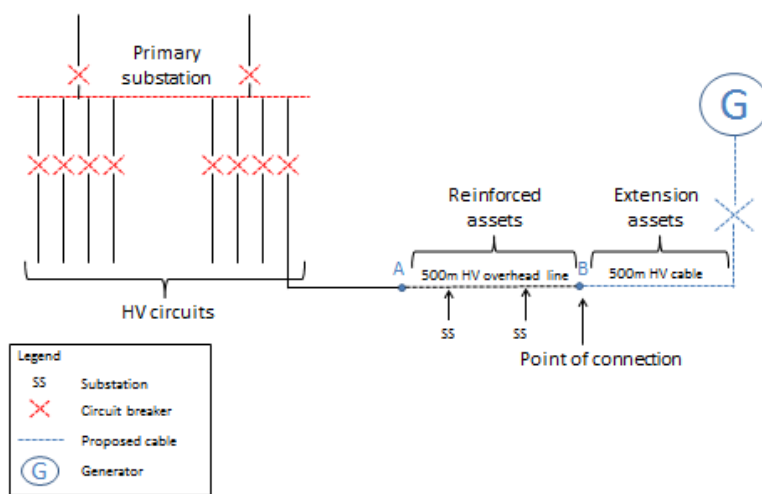 Primary
substation
G
Reinforced
assets
Extension
assets
A
500m HV overhead line
B
500m HV cable
HV circuits
SS
SS
Point of connection
Legend
SS
Substation
Circuit breaker
Proposed cable
G
Generator